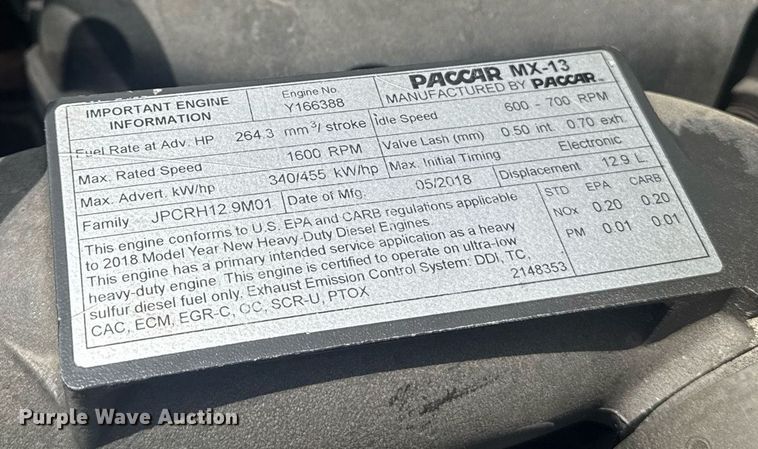 IMPORTANT ENGINE INFORMATION
Engine No. Y166388
PACCAR MX-13
MANUFACTURED BY PACCAR
Fuel Rate at Adv. HP 264.3 mm³/ stroke
Idle Speed 600 - 700 RPM
Max. Rated Speed 1600 RPM
Valve Lash (mm) 0.50 int. 0.70 exh.
Max. Advert. kW/hp 340/455 kW/hp
Max. Initial Timing Electronic
Family JPCRH12.9M01
Date of Mfg. 05/2018
Displacement 12.9 L.
This engine conforms to U.S. EPA and CARB regulations applicable
to 2018 Model Year New Heavy-Duty Diesel Engines.
This engine has a primary intended service application as a heavy
heavy-duty engine. This engine is certified to operate on ultra-low
sulfur diesel fuel only. Exhaust Emission Control System: DDI, TC,
CAC, ECM, EGR-C, OC, SCR-U, PTOX
2148353
STD EPA CARB
NOx 0.20 0.20
PM 0.01 0.01
Purple Wave Auction